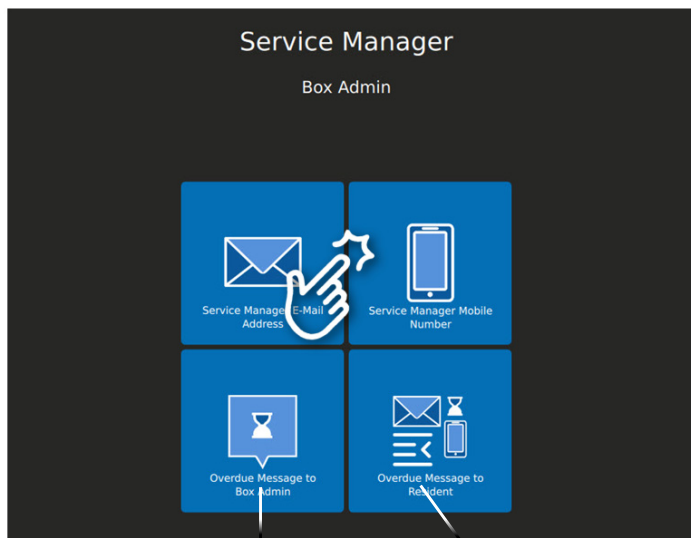 Service Manager
Box Admin
Service Manager E-Mail
Address
Service Manager Mobile
Number
Overdue Message to
Box Admin
Overdue Message to
Resident